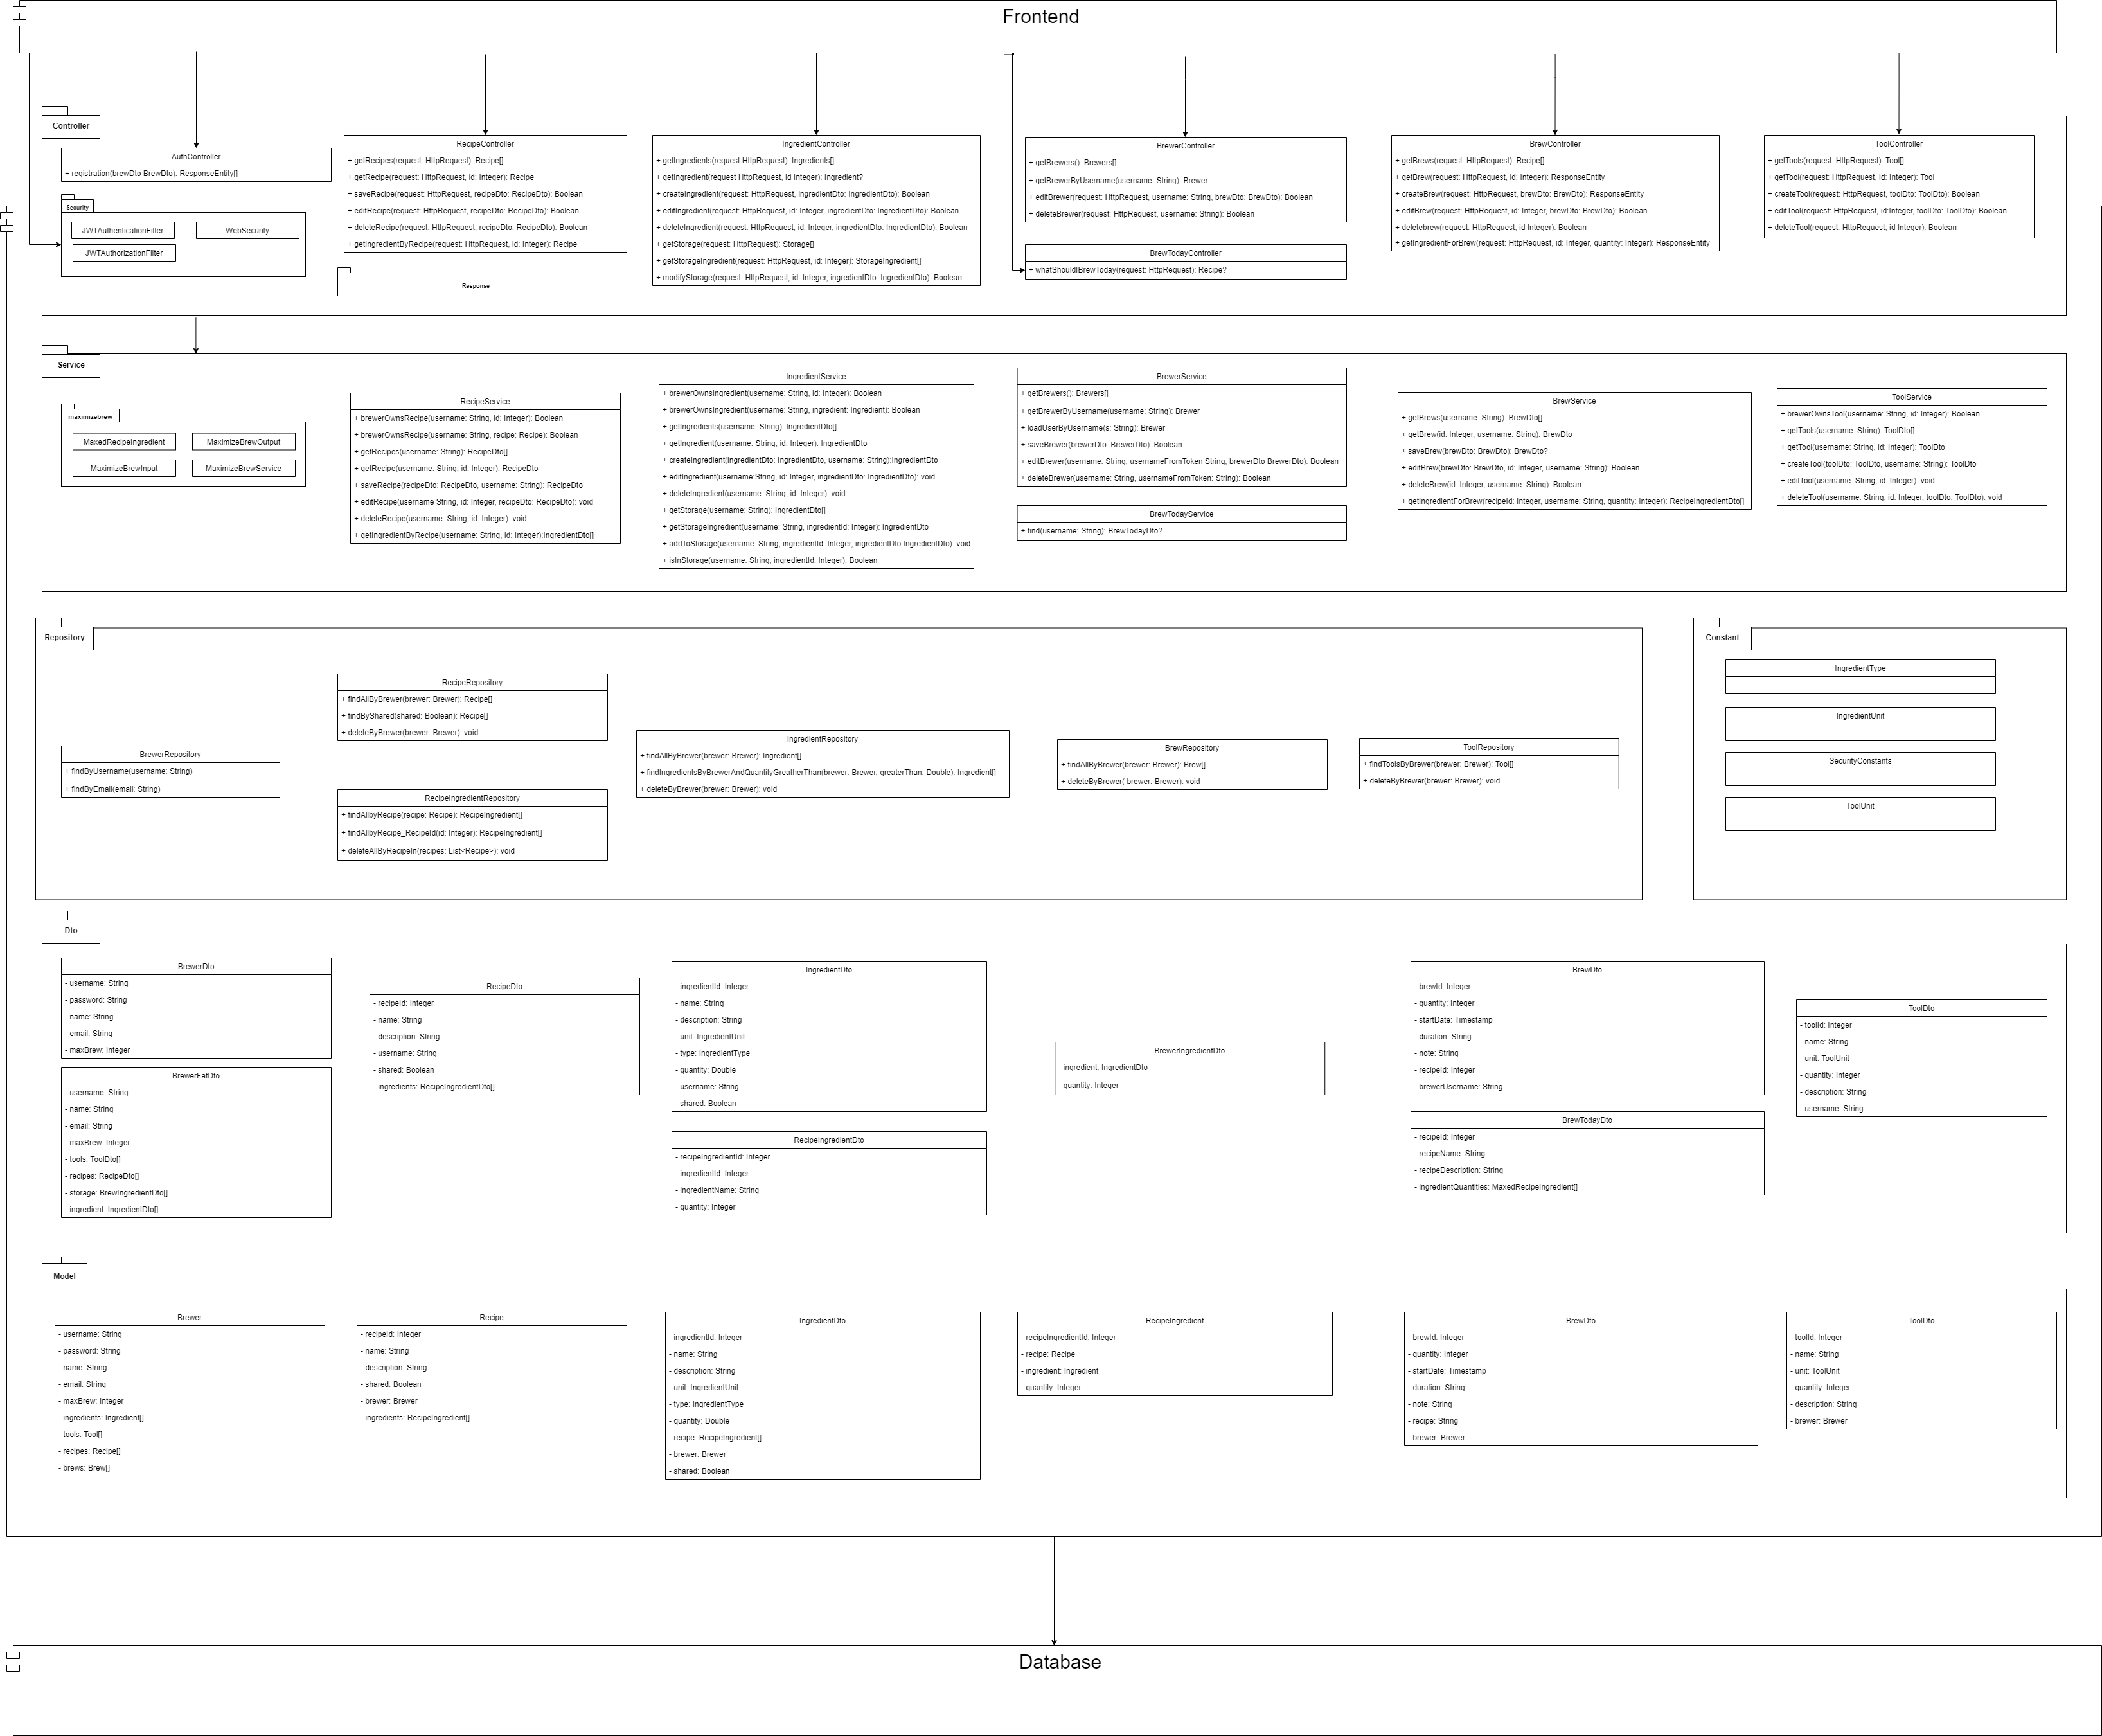 Frontend
Controller
AuthController
+ registration(brewDto BrewDto): ResponseEntity[]
Security
JWTAuthenticationFilter
WebSecurity
JWTAuthorizationFilter
RecipeController
+ getRecipes(request: HttpRequest): Recipe[]
+ getRecipe(request: HttpRequest, id: Integer): Recipe
+ saveRecipe(request: HttpRequest, recipeDto: RecipeDto): Boolean
+ editRecipe(request: HttpRequest, recipeDto: RecipeDto): Boolean
+ deleteRecipe(request: HttpRequest, recipeDto: RecipeDto): Boolean
+ getIngredientByRecipe(request: HttpRequest, id: Integer): Recipe
Response
IngredientController
+ getIngredients(request HttpRequest): Ingredients[]
+ getIngredient(request HttpRequest, id Integer): Ingredient?
+ createIngredient(request: HttpRequest, ingredientDto: IngredientDto): Boolean
+ editIngredient(request: HttpRequest, id: Integer, ingredientDto: IngredientDto): Boolean
+ deleteIngredient(request: HttpRequest, id: Integer, ingredientDto: IngredientDto): Boolean
+ getStorage(request: HttpRequest): Storage[]
+ getStorageIngredient(request: HttpRequest, id: Integer): StorageIngredient[]
+ modifyStorage(request: HttpRequest, id: Integer, ingredientDto: IngredientDto): Boolean
BrewerController
+ getBrewers(): Brewers[]
+ getBrewerByUsername(username: String): Brewer
+ editBrewer(request: HttpRequest, username: String, brewDto: BrewDto): Boolean
+ deleteBrewer(request: HttpRequest, username: String): Boolean
BrewTodayController
+ whatShouldIBrewToday(request: HttpRequest): Recipe?
BrewController
+ getBrews(request: HttpRequest): Recipe[]
+ getBrew(request: HttpRequest, id: Integer): ResponseEntity
+ createBrew(request: HttpRequest, brewDto: BrewDto): ResponseEntity
+ editBrew(request: HttpRequest, id: Integer, brewDto: BrewDto): Boolean
+ deletebrew(request: HttpRequest, id Integer): Boolean
+ getIngredientForBrew(request: HttpRequest, id: Integer, quantity: Integer): ResponseEntity
ToolController
+ getTools(request: HttpRequest): Tool[]
+ getTool(request: HttpRequest, id: Integer): Tool
+ createTool(request: HttpRequest, toolDto: ToolDto): Boolean
+ editTool(request: HttpRequest, id:Integer, toolDto: ToolDto): Boolean
+ deleteTool(request: HttpRequest, id Integer): Boolean
Service
maximizebrew
MaxedRecipeIngredient
MaximizeBrewOutput
MaximizeBrewInput
MaximizeBrewService
RecipeService
+ brewerOwnsRecipe(username: String, id: Integer): Boolean
+ brewerOwnsRecipe(username: String, recipe: Recipe): Boolean
+ getRecipes(username: String): RecipeDto[]
+ getRecipe(username: String, id: Integer): RecipeDto
+ saveRecipe(recipeDto: RecipeDto, username: String): RecipeDto
+ editRecipe(username String, id: Integer, recipeDto: RecipeDto): void
+ deleteRecipe(username: String, id: Integer): void
+ getIngredientByRecipe(username: String, id: Integer):IngredientDto[]
IngredientService
+ brewerOwnsIngredient(username: String, id: Integer): Boolean
+ brewerOwnsIngredient(username: String, ingredient: Ingredient): Boolean
+ getIngredients(username: String): IngredientDto[]
+ getIngredient(username: String, id: Integer): IngredientDto
+ createIngredient(ingredientDto: IngredientDto, username: String):IngredientDto
+ editIngredient(username:String, id: Integer, ingredientDto: IngredientDto): void
+ deleteIngredient(username: String, id: Integer): void
+ getStorage(username: String): IngredientDto[]
+ getStorageIngredient(username: String, ingredientId: Integer): IngredientDto
+ addToStorage(username: String, ingredientId: Integer, ingredientDto IngredientDto): void
+ isInStorage(username: String, ingredientId: Integer): Boolean
BrewerService
+ getBrewers(): Brewers[]
+ getBrewerByUsername(username: String): Brewer
+ loadUserByUsername(s: String): Brewer
+ saveBrewer(brewerDto: BrewerDto): Boolean
+ editBrewer(username: String, usernameFromToken String, brewerDto BrewerDto): Boolean
+ deleteBrewer(username: String, usernameFromToken: String): Boolean
BrewTodayService
+ find(username: String): BrewTodayDto?
BrewService
+ getBrews(username: String): BrewDto[]
+ getBrew(id: Integer, username: String): BrewDto
+ saveBrew(brewDto: BrewDto): BrewDto?
+ editBrew(brewDto: BrewDto, id: Integer, username: String): Boolean
+ deleteBrew(id: Integer, username: String): Boolean
+ getIngredientForBrew(recipeId: Integer, username: String, quantity: Integer): RecipeIngredientDto[]
ToolService
+ brewerOwnsTool(username: String, id: Integer): Boolean
+ getTools(username: String): ToolDto[]
+ getTool(username: String, id: Integer): ToolDto
+ createTool(toolDto: ToolDto, username: String): ToolDto
+ editTool(username: String, id: Integer): void
+ deleteTool(username: String, id: Integer, toolDto: ToolDto): void
Repository
BrewerRepository
+ findByUsername(username: String)
+ findByEmail(email: String)
RecipeRepository
+ findAllByBrewer(brewer: Brewer): Recipe[]
+ findByShared(shared: Boolean): Recipe[]
+ deleteByBrewer(brewer: Brewer): void
RecipeIngredientRepository
+ findAllbyRecipe(recipe: Recipe): RecipeIngredient[]
+ findAllbyRecipe_RecipeId(id: Integer): RecipeIngredient[]
+ deleteAllByRecipeIn(recipes: List<Recipe>): void
IngredientRepository
+ findAllByBrewer(brewer: Brewer): Ingredient[]
+ findIngredientsByBrewerAndQuantityGreatherThan(brewer: Brewer, greaterThan: Double): Ingredient[]
+ deleteByBrewer(brewer: Brewer): void
BrewRepository
+ findAllByBrewer(brewer: Brewer): Brew[]
+ deleteByBrewer( brewer: Brewer): void
ToolRepository
+ findToolsByBrewer(brewer: Brewer): Tool[]
+ deleteByBrewer(brewer: Brewer): void
Constant
IngredientType
IngredientUnit
SecurityConstants
ToolUnit
Dto
BrewerDto
- username: String
- password: String
- name: String
- email: String
- maxBrew: Integer
BrewerFatDto
- username: String
- name: String
- email: String
- maxBrew: Integer
- tools: ToolDto[]
- recipes: RecipeDto[]
- storage: BrewIngredientDto[]
- ingredient: IngredientDto[]
RecipeDto
- recipeId: Integer
- name: String
- description: String
- username: String
- shared: Boolean
- ingredients: RecipeIngredientDto[]
IngredientDto
- ingredientId: Integer
- name: String
- description: String
- unit: IngredientUnit
- type: IngredientType
- quantity: Double
- username: String
- shared: Boolean
RecipeIngredientDto
- recipeIngredientId: Integer
- ingredientId: Integer
- ingredientName: String
- quantity: Integer
BrewerIngredientDto
- ingredient: IngredientDto
- quantity: Integer
BrewDto
- brewId: Integer
- quantity: Integer
- startDate: Timestamp
- duration: String
- note: String
- recipeId: Integer
- brewerUsername: String
BrewTodayDto
- recipeId: Integer
- recipeName: String
- recipeDescription: String
- ingredientQuantities: MaxedRecipeIngredient[]
ToolDto
- toolId: Integer
- name: String
- unit: ToolUnit
- quantity: Integer
- description: String
- username: String
Model
Brewer
- username: String
- password: String
- name: String
- email: String
- maxBrew: Integer
- ingredients: Ingredient[]
- tools: Tool[]
- recipes: Recipe[]
- brews: Brew[]
Recipe
- recipeId: Integer
- name: String
- description: String
- shared: Boolean
- brewer: Brewer
- ingredients: RecipeIngredient[]
IngredientDto
- ingredientId: Integer
- name: String
- description: String
- unit: IngredientUnit
- type: IngredientType
- quantity: Double
- recipe: RecipeIngredient[]
- brewer: Brewer
- shared: Boolean
RecipeIngredient
- recipeIngredientId: Integer
- recipe: Recipe
- ingredient: Ingredient
- quantity: Integer
BrewDto
- brewId: Integer
- quantity: Integer
- startDate: Timestamp
- duration: String
- note: String
- recipe: String
- brewer: Brewer
ToolDto
- toolId: Integer
- name: String
- unit: ToolUnit
- quantity: Integer
- description: String
- brewer: Brewer
Database